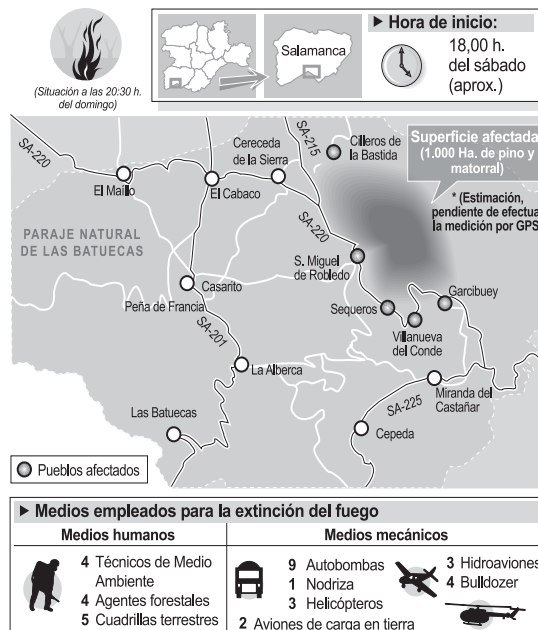 (Situación a las 20:30 h.
del domingo)
Salamanca
▶ Hora de inicio:
18,00 h.
del sábado
(aprox.)
SA-220
SA-215
Cilleros de
la Bastida
Superficie afectada
(1.000 Ha. de pino y
matorral)
* (Estimación,
pendiente de efectua
la medición por GPS
Cereceda
de la Sierra
El Maíllo
El Cabaco
SA-220
PARAJE NATURAL
DE LAS BATUECAS
S. Miguel
de Robledo
Casarito
Peña de Francia
Garcibuey
Sequeros
Villanueva
del Conde
SA-201
La Alberca
Miranda del
Castañar
SA-225
Las Batuecas
Cepeda
Pueblos afectados
▶ Medios empleados para la extinción del fuego
Medios humanos
4 Técnicos de Medio
Ambiente
4 Agentes forestales
5 Cuadrillas terrestres
Medios mecánicos
9 Autobombas
1 Nodriza
3 Helicópteros
2 Aviones de carga en tierra
3 Hidroaviones
4 Bulldozer